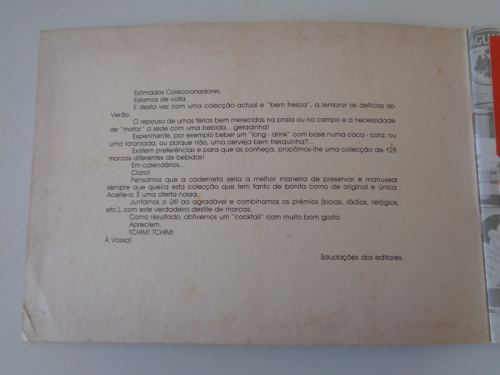 Estimados Coleccionadores,
Estamos de volta.
E desta vez com uma colecção actual e "bem fresca", a lembrar as delícias do
Verão.
O repouso de umas férias bem merecidas na praia ou no campo e a necessidade
de "matar" a sede com uma bebida... geladinha!
Experimente, por exemplo beber um "long - drink" com base numa coca - cola, ou
uma laranjada, ou porque não, uma cerveja bem fresquinha?...
Existem preferências e para que as conheça, propômos-lhe uma colecção de 128
marcas diferentes de bebidas!
Em calendários...
Claro!
Pensamos que a caderneta seria a melhor maneira de preservar e manusear
sempre que queira esta colecção que tem tanto de bonita como de original e única.
Aceite-a. É uma oferta nossa.
Juntamos o útil ao agradável e combinamos os prémios (bolas, rádios, relógios,
etc.), com este verdadeiro desfile de marcas.
Como resultado, obtivemos um "cocktail" com muito bom gosto.
Apreciem.
TCHIM! TCHIM!
À Vossa!
Saudações dos editores